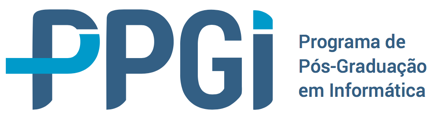 PPGI
Programa de
Pós-Graduação
em Informática